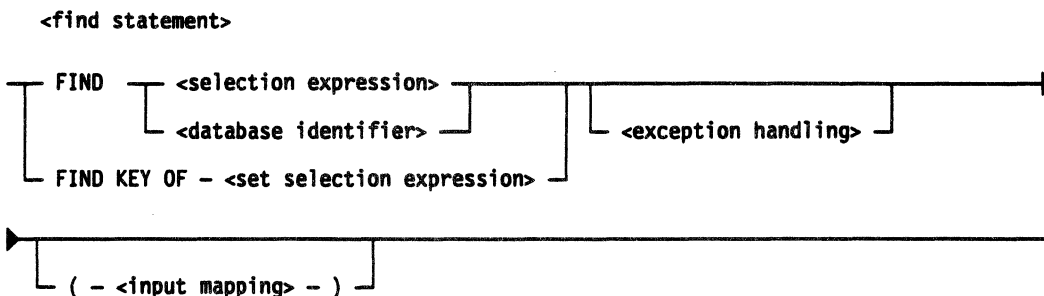 <find statement>
FIND <selection expression>
<database identifier> <exception handling>
FIND KEY OF - <set selection expression>
( - <input mapping> - )